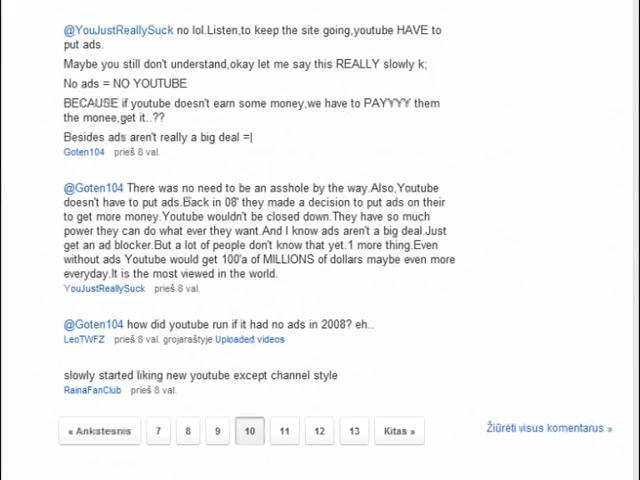 @YouJustReallySuck no lol.Listen,to keep the site going,youtube HAVE to
put ads.
Maybe you still don't understand,okay let me say this REALLY slowly k;
No ads = NO YOUTUBE
BECAUSE if youtube doesn't earn some money,we have to PAYYYY them
the monee,get it..??
Besides ads aren't really a big deal =|
Goten104 prieš 8 val.
@Goten104 There was no need to be an asshole by the way.Also,Youtube
doesn't have to put ads.Back in 08' they made a decision to put ads on their
to get more money.Youtube wouldn't be closed down.They have so much
power they can do what ever they want.And I know ads aren't a big deal.Just
get an ad blocker.But a lot of people don't know that yet.1 more thing.Even
without ads Youtube would get 100'a of MILLIONS of dollars maybe even more
everyday.It is the most viewed in the world.
YouJustReallySuck prieš 8 val.
@Goten104 how did youtube run if it had no ads in 2008? eh..
LeoTWFZ prieš 8 val. grojaraštyje Uploaded videos
slowly started liking new youtube except channel style
RainaFanClub prieš 8 val.
« Ankstesnis 7 8 9 10 11 12 13 Kitas »
Žiūrėti visus komentarus »